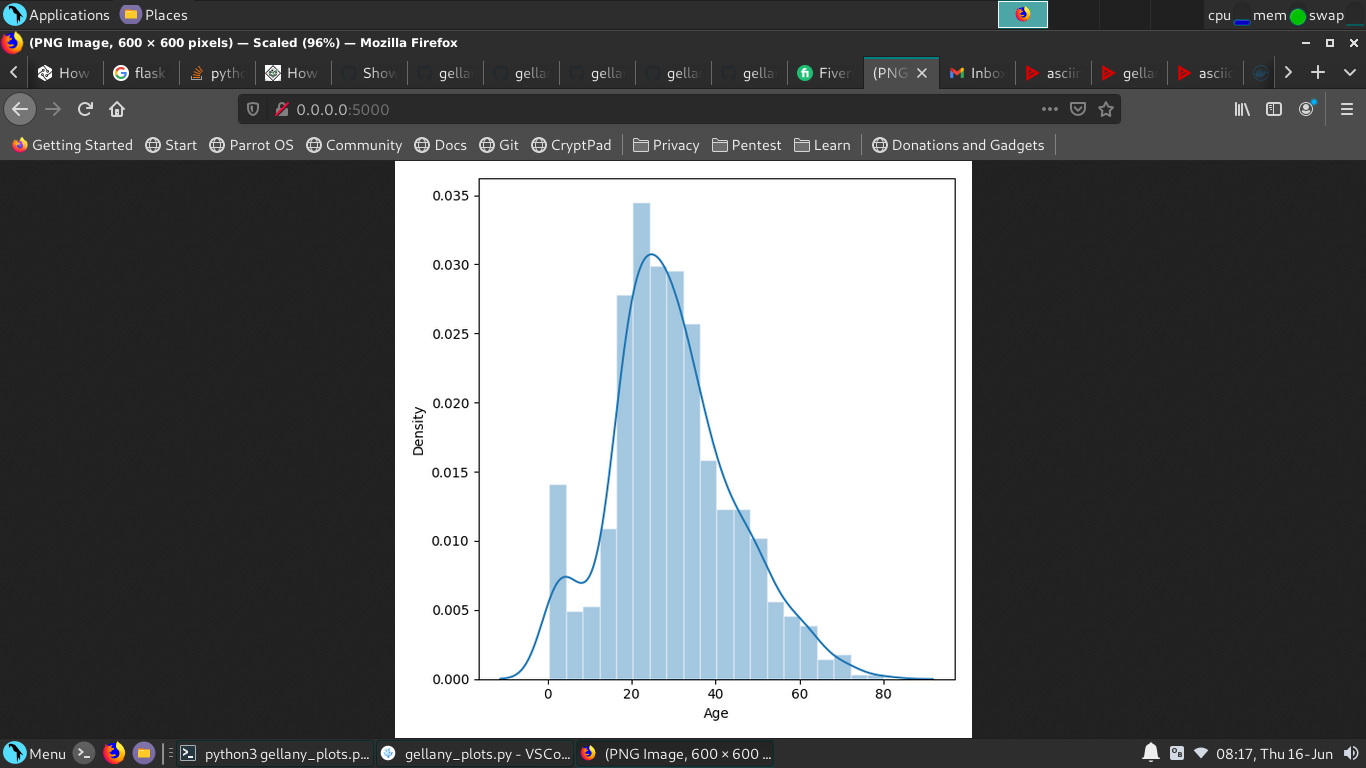 Applications Places cpu mem swap
(PNG Image, 600 × 600 pixels) — Scaled (96%) — Mozilla Firefox
How flask pytho How Show gella gella gella gella gella Fiver (PNG Inbo asciin gella asciin
0.0.0.0:5000
Getting Started Start Parrot OS Community Docs Git CryptPad Privacy Pentest Learn Donations and Gadgets
0.035
0.030
0.025
0.020
0.015
0.010
0.005
0.000
Density
0 20 40 60 80
Age
Menu python3 gellany_plots.p... gellany_plots.py - VSCo... (PNG Image, 600 × 600 ... 08:17, Thu 16-Jun